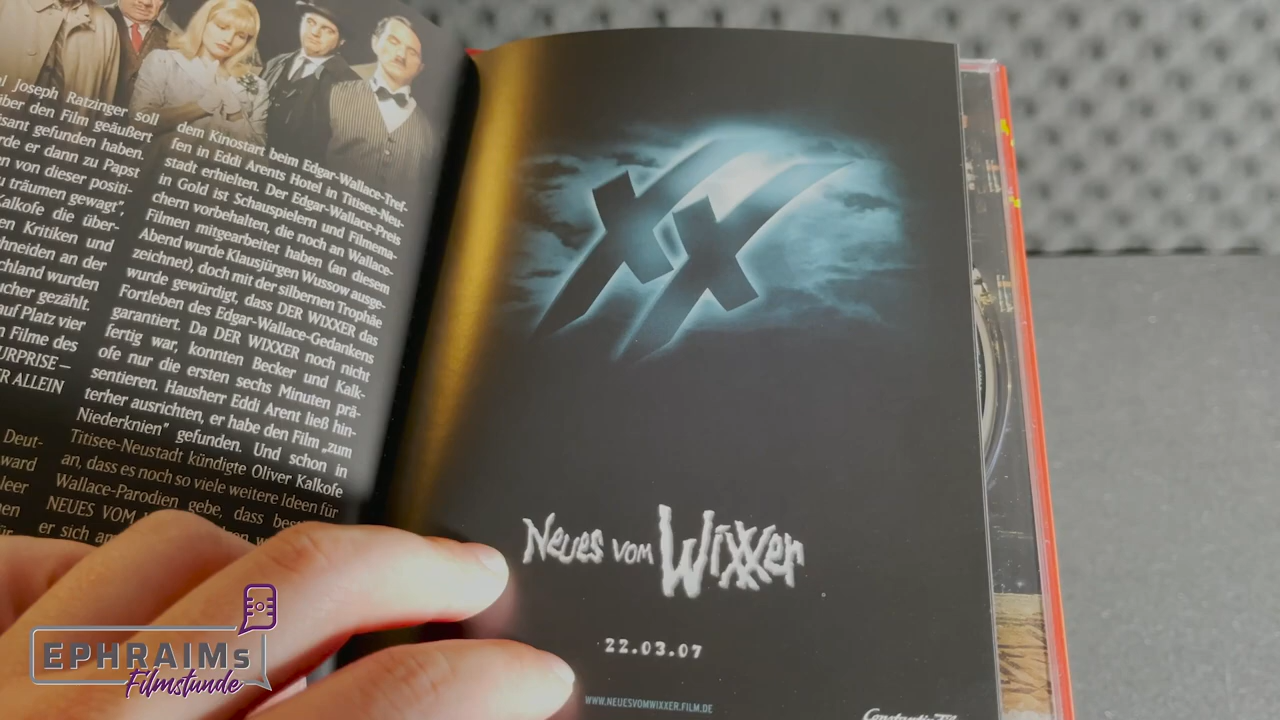 l Joseph Ratzinger soll
ber den Film geäußert
sant gefunden haben.
rde er dann zu Papst
n von dieser positi-
u träumen gewagt",
Kalkofe die über-
en Kritiken und
hneiden an der
chland wurden
ucher gezählt.
auf Platz vier
n Filme des
URPRISE –
R ALLEIN
Deut-
ward
leer
dem Kinostart beim Edgar-Wallace-Tref-
fen in Eddi Arents Hotel in Titisee-Neu-
stadt erhielten. Der Edgar-Wallace-Preis
in Gold ist Schauspielern und Filmema-
chern vorbehalten, die noch an Wallace-
Filmen mitgearbeitet haben (an diesem
Abend wurde Klausjürgen Wussow ausge-
zeichnet), doch mit der silbernen Trophäe
wurde gewürdigt, dass DER WIXXER das
Fortleben des Edgar-Wallace-Gedankens
garantiert. Da DER WIXXER noch nicht
fertig war, konnten Becker und Kalk-
ofe nur die ersten sechs Minuten prä-
sentieren. Hausherr Eddi Arent ließ hin-
terher ausrichten, er habe den Film „zum
Niederknien" gefunden. Und schon in
Titisee-Neustadt kündigte Oliver Kalkofe
an, dass es noch so viele weitere Ideen für
Wallace-Parodien gebe, dass
NEUES VOM
er sich
XX
Neues vom Wixxer
22.03.07
WWW.NEUESVOMWIXXER.FILM.DE
EPHRAIMs
Filmstunde